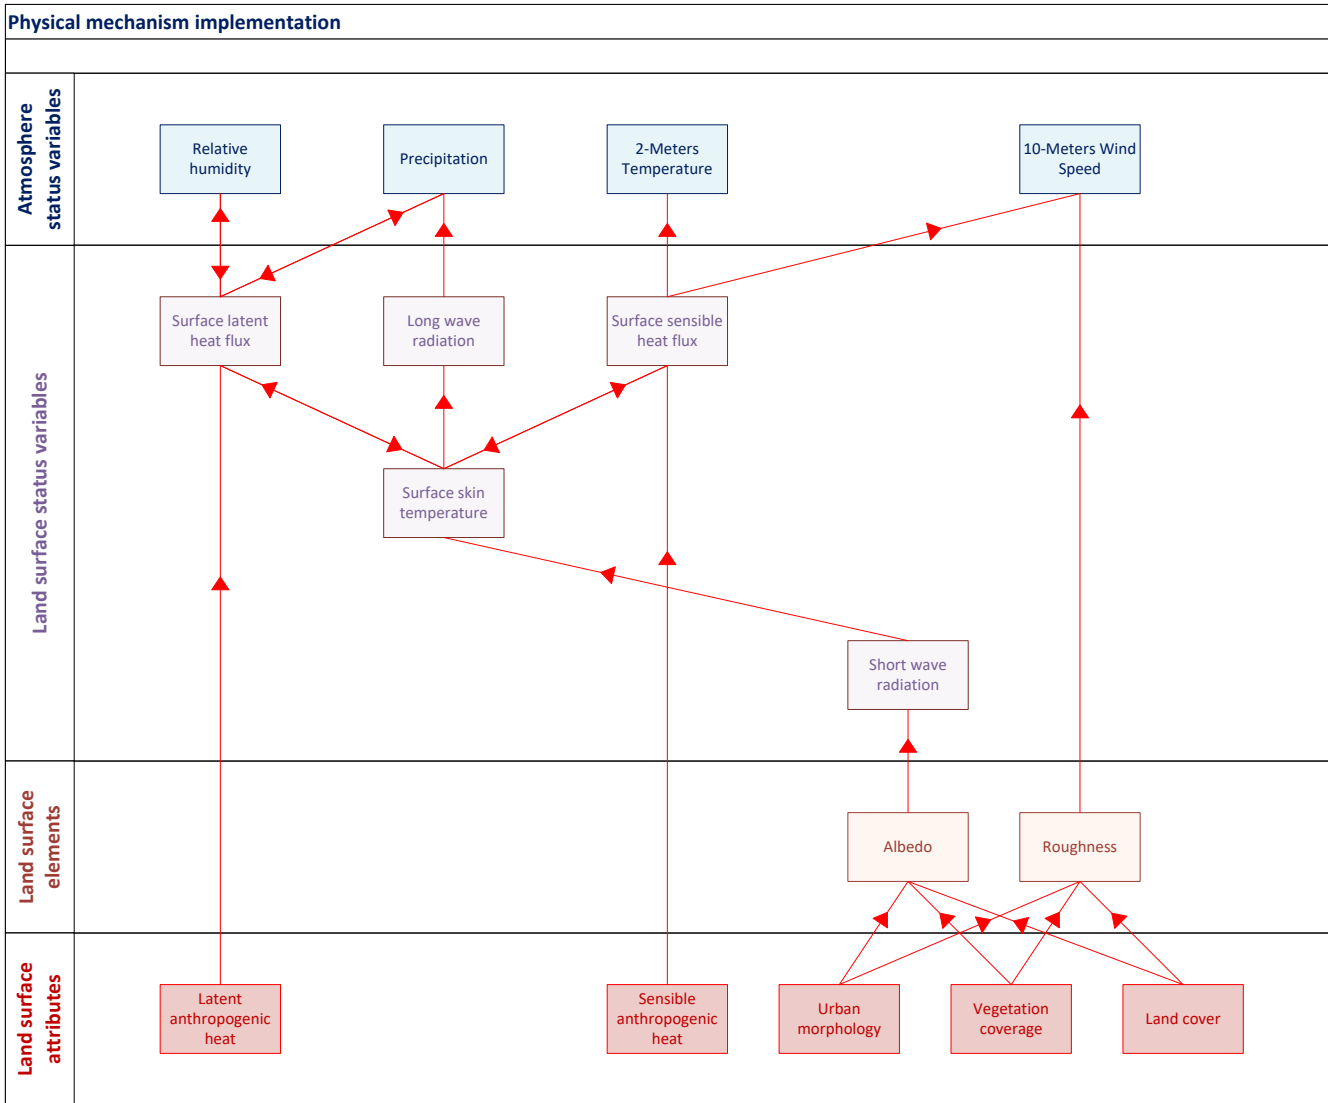 Physical mechanism implementation
Atmosphere
status variables
Relative
humidity
Precipitation
2-Meters
Temperature
10-Meters Wind
Speed
Land surface status variables
Surface latent
heat flux
Long wave
radiation
Surface sensible
heat flux
Surface skin
temperature
Short wave
radiation
Land surface
elements
Albedo
Roughness
Land surface
attributes
Latent
anthropogenic
heat
Sensible
anthropogenic
heat
Urban
morphology
Vegetation
coverage
Land cover